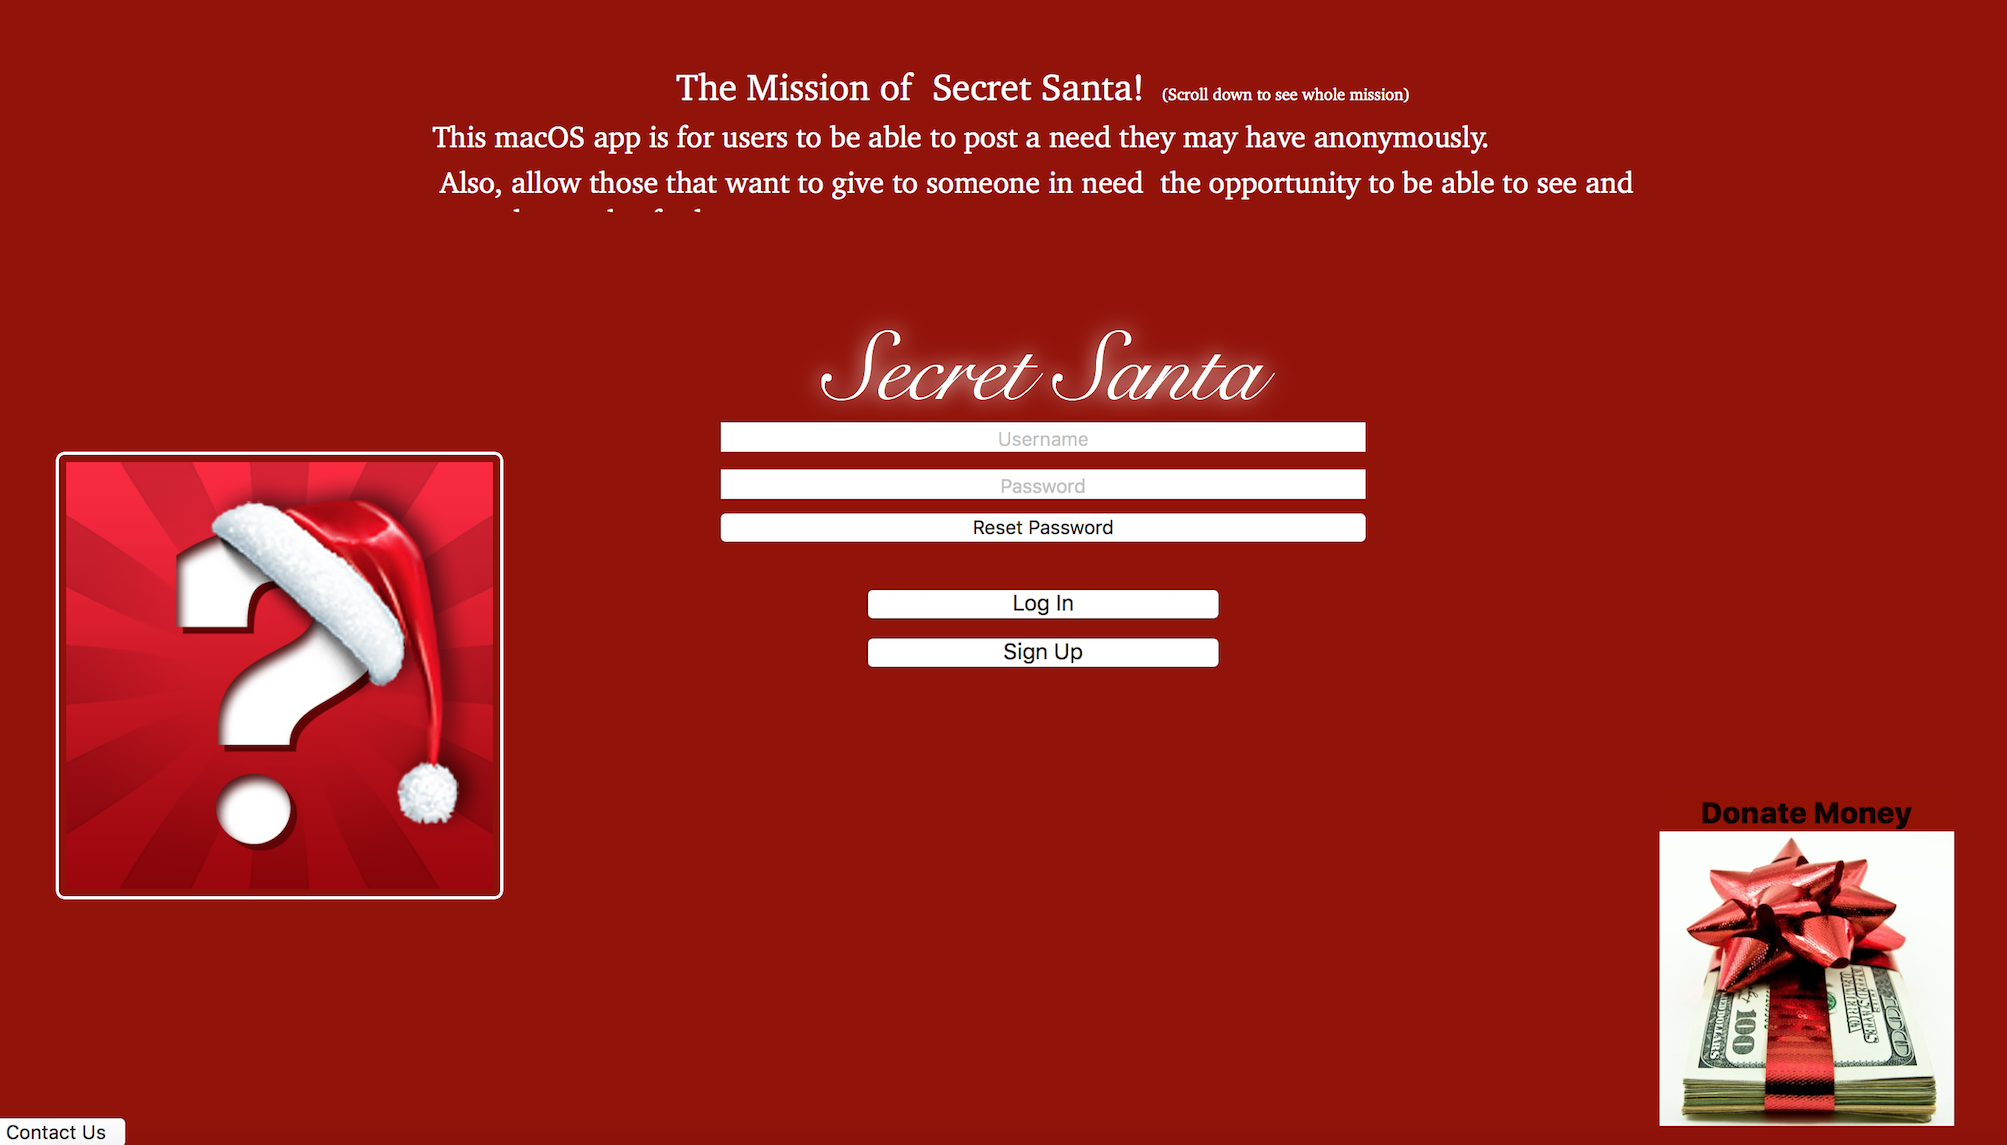 The Mission of Secret Santa! (Scroll down to see whole mission)
This macOS app is for users to be able to post a need they may have anonymously.
Also, allow those that want to give to someone in need the opportunity to be able to see and
Secret Santa
Username
Password
Reset Password
Log In
Sign Up
?
Donate Money
100
Contact Us